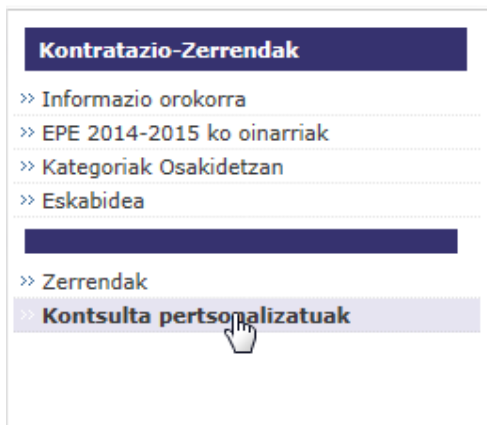 Kontratazio-Zerrendak
» Informazio orokorra
» EPE 2014-2015 ko oinarriak
» Kategoriak Osakidetzan
» Eskabidea
» Zerrendak
» Kontsulta pertsonalizatuak